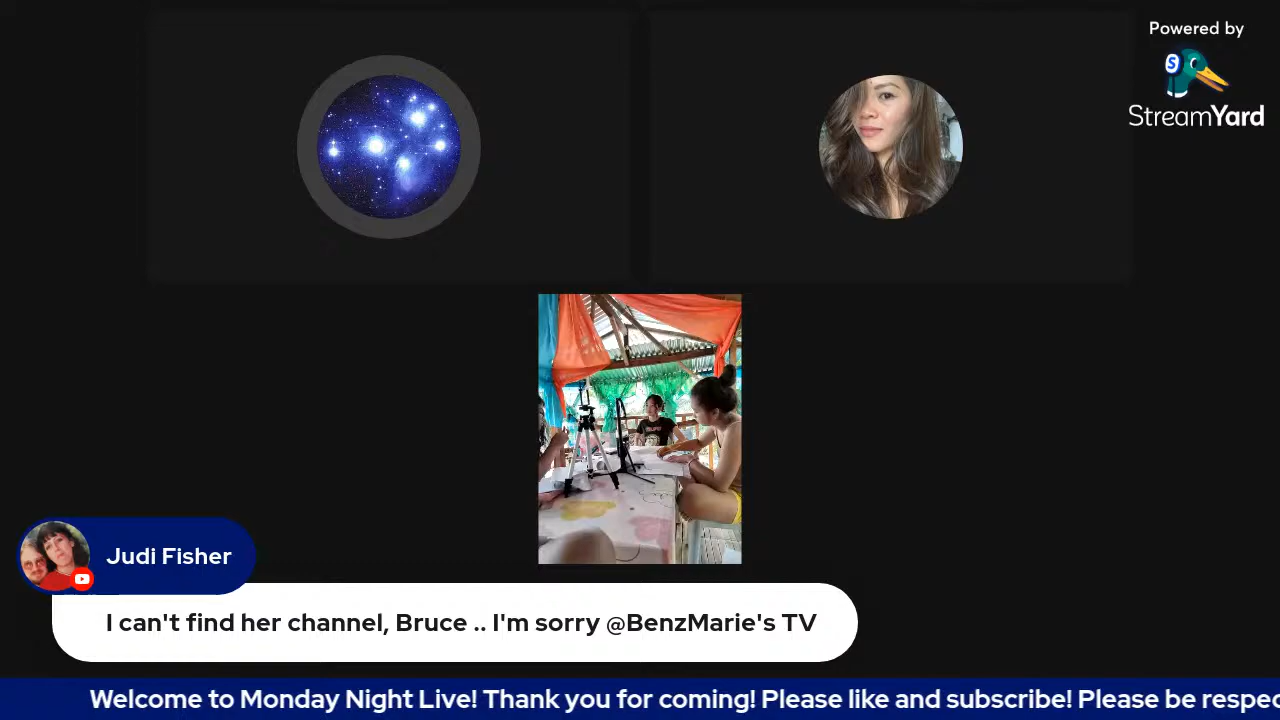 Powered by
StreamYard
Judi Fisher
I can't find her channel, Bruce .. I'm sorry @BenzMarie's TV
Welcome to Monday Night Live! Thank you for coming! Please like and subscribe! Please be respec